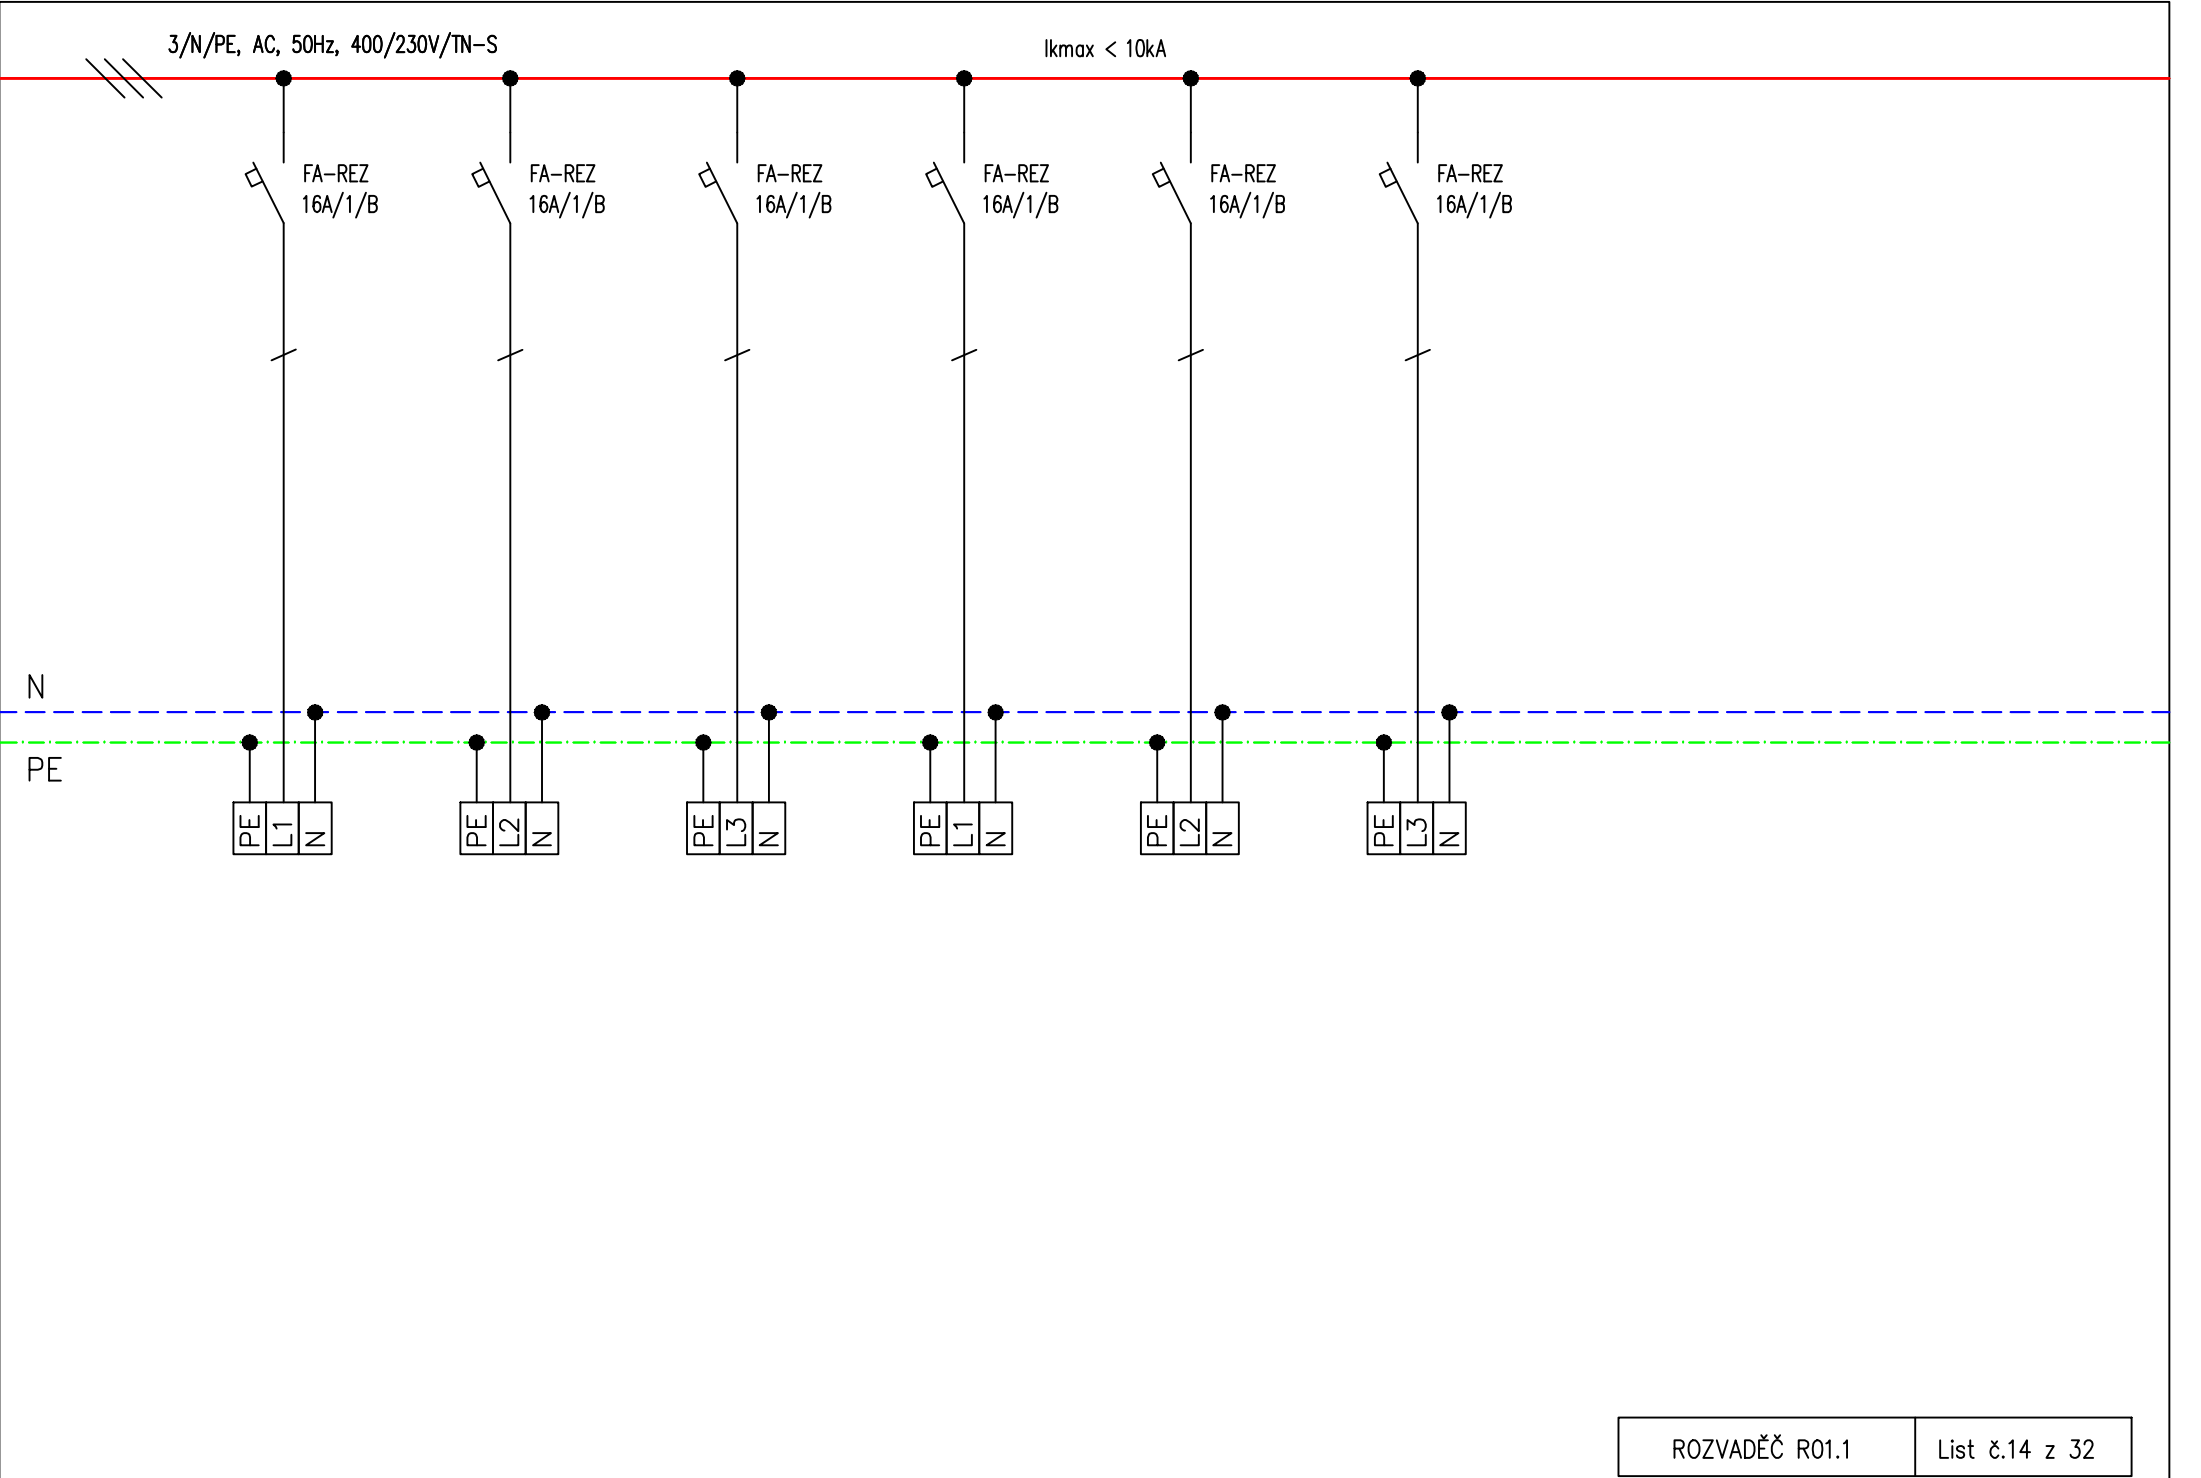 3/N/PE, AC, 50Hz, 400/230V/TN-S
Ikmax < 10kA
FA-REZ
16A/1/B
FA-REZ
16A/1/B
FA-REZ
16A/1/B
FA-REZ
16A/1/B
FA-REZ
16A/1/B
FA-REZ
16A/1/B
N
PE
PE
L1
N
PE
L2
N
PE
L3
N
PE
L1
N
PE
L2
N
PE
L3
N
ROZVADĚČ R01.1
List č.14 z 32